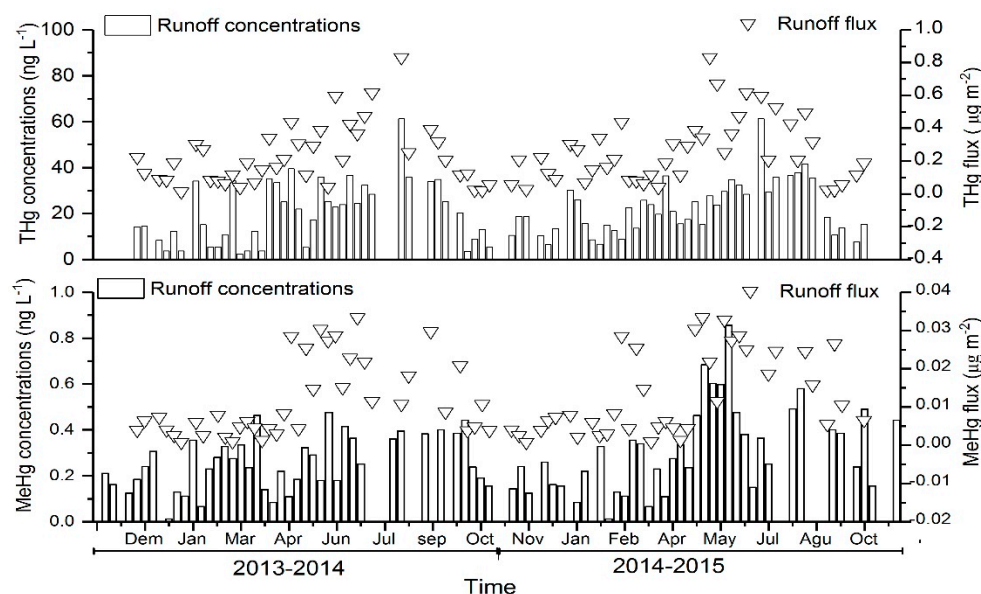 Runoff concentrations
Runoff flux
THg concentrations (ng L-1)
100
80
60
40
20
0
1.0
0.8
0.6
0.4
0.2
0.0
-0.2
-0.4
THg flux ( μg m-2)
Runoff concentrations
Runoff flux
MeHg concentrations (ng L-1)
1.0
0.8
0.6
0.4
0.2
0.0
0.04
0.03
0.02
0.01
0.00
-0.01
-0.02
MeHg flux (μg m-2)
Dem Jan Mar Apr Jun Jul sep Oct Nov Jan Feb Apr May Jul Agu Oct
2013-2014 2014-2015
Time